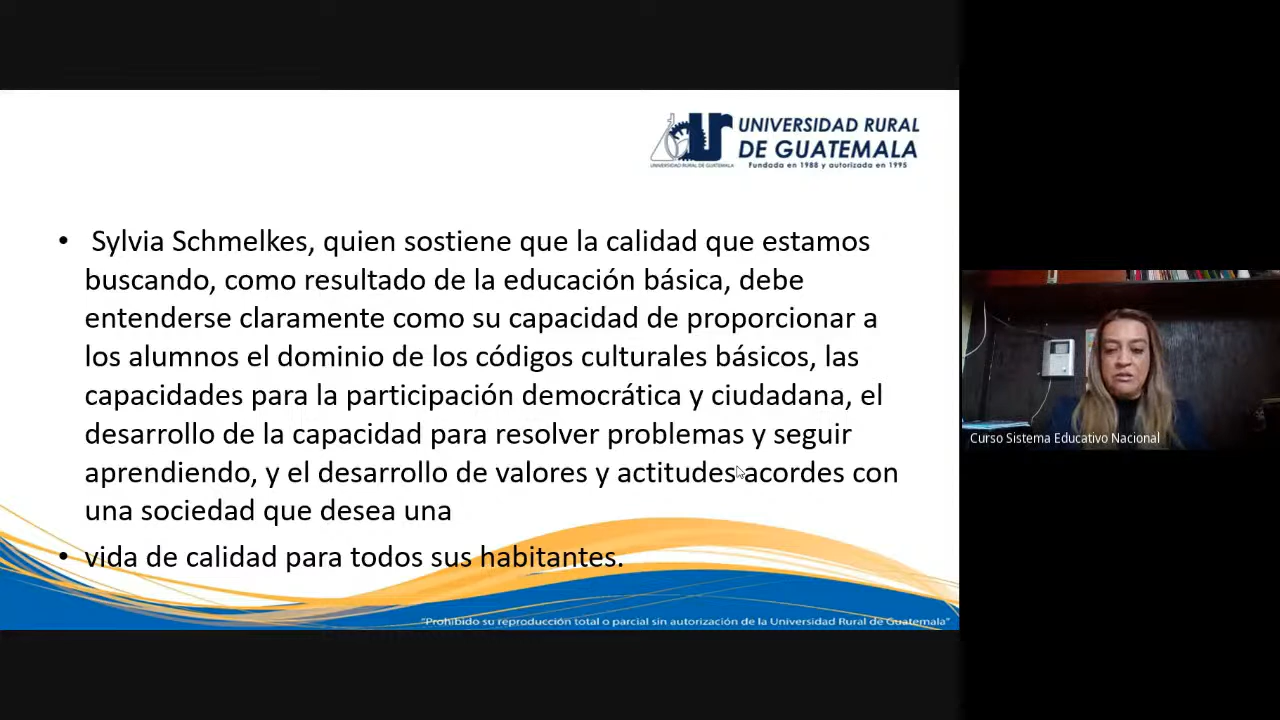 UNIVERSIDAD RURAL
DE GUATEMALA
Fundada en 1988 y autorizada en 1995
UNIVERSIDAD RURAL DE GUATEMALA
• Sylvia Schmelkes, quien sostiene que la calidad que estamos
buscando, como resultado de la educación básica, debe
entenderse claramente como su capacidad de proporcionar a
los alumnos el dominio de los códigos culturales básicos, las
capacidades para la participación democrática y ciudadana, el
desarrollo de la capacidad para resolver problemas y seguir
aprendiendo, y el desarrollo de valores y actitudes acordes con
una sociedad que desea una
• vida de calidad para todos sus habitantes.
"Prohibido su reproducción total o parcial sin autorización de la Universidad Rural de Guatemala"
Curso Sistema Educativo Nacional